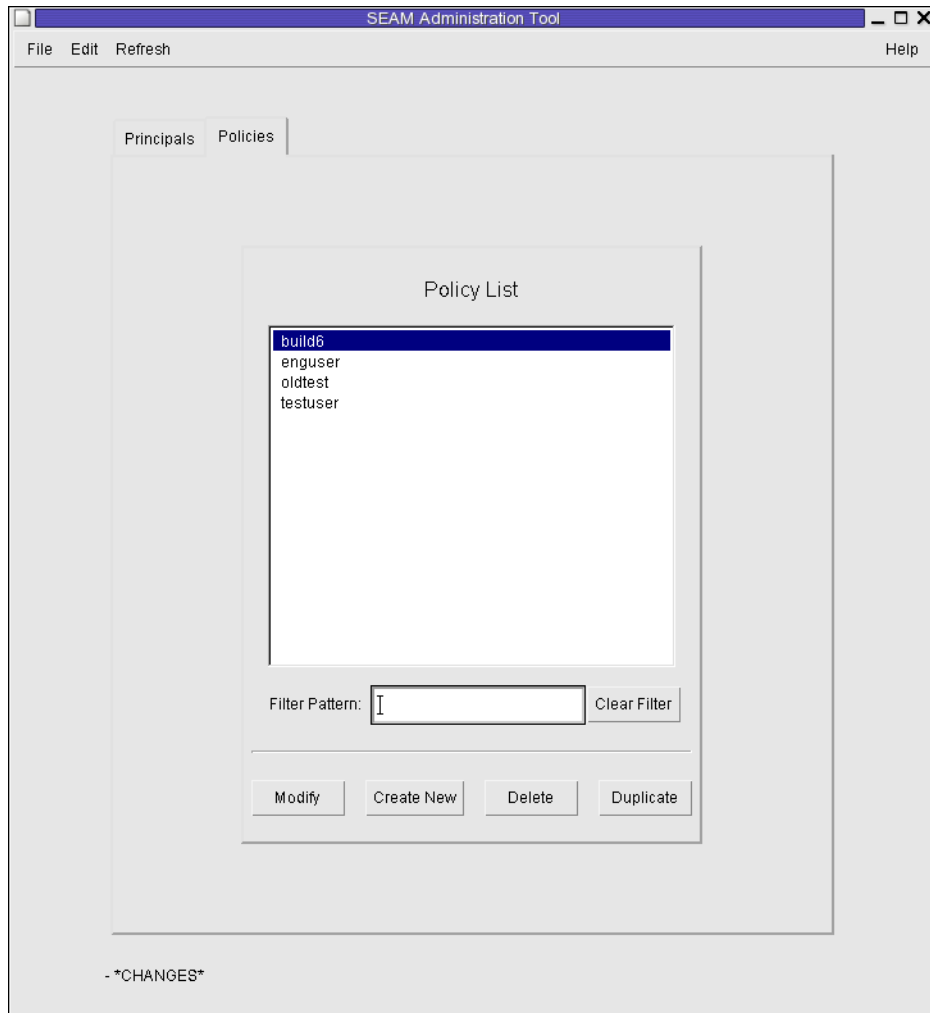 SEAM Administration Tool
File Edit Refresh Help
Principals Policies
Policy List
build6
enguser
oldtest
testuser
Filter Pattern: Clear Filter
Modify Create New Delete Duplicate
- *CHANGES*